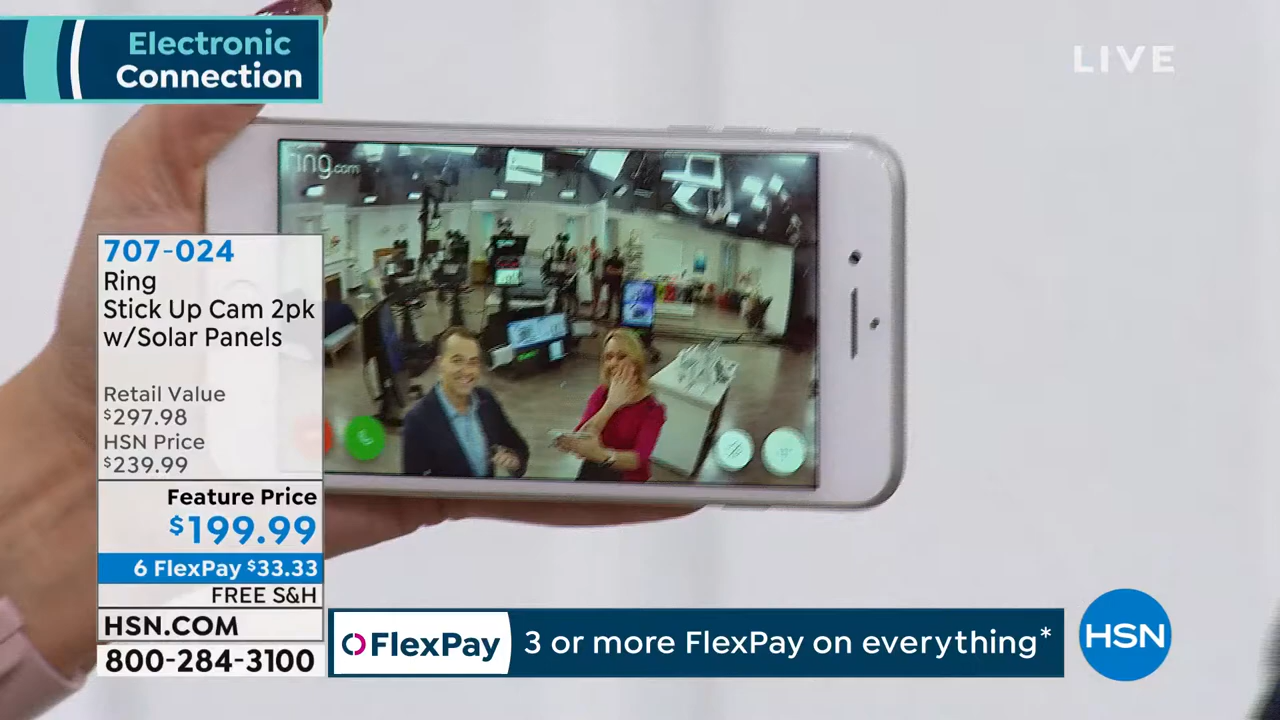 Electronic
Connection
LIVE
ring.com
707-024
Ring
Stick Up Cam 2pk
w/Solar Panels
Retail Value
$297.98
HSN Price
$239.99
Feature Price
$199.99
6 FlexPay $33.33
FREE S&H
HSN.COM
800-284-3100
FlexPay 3 or more FlexPay on everything*
HSN